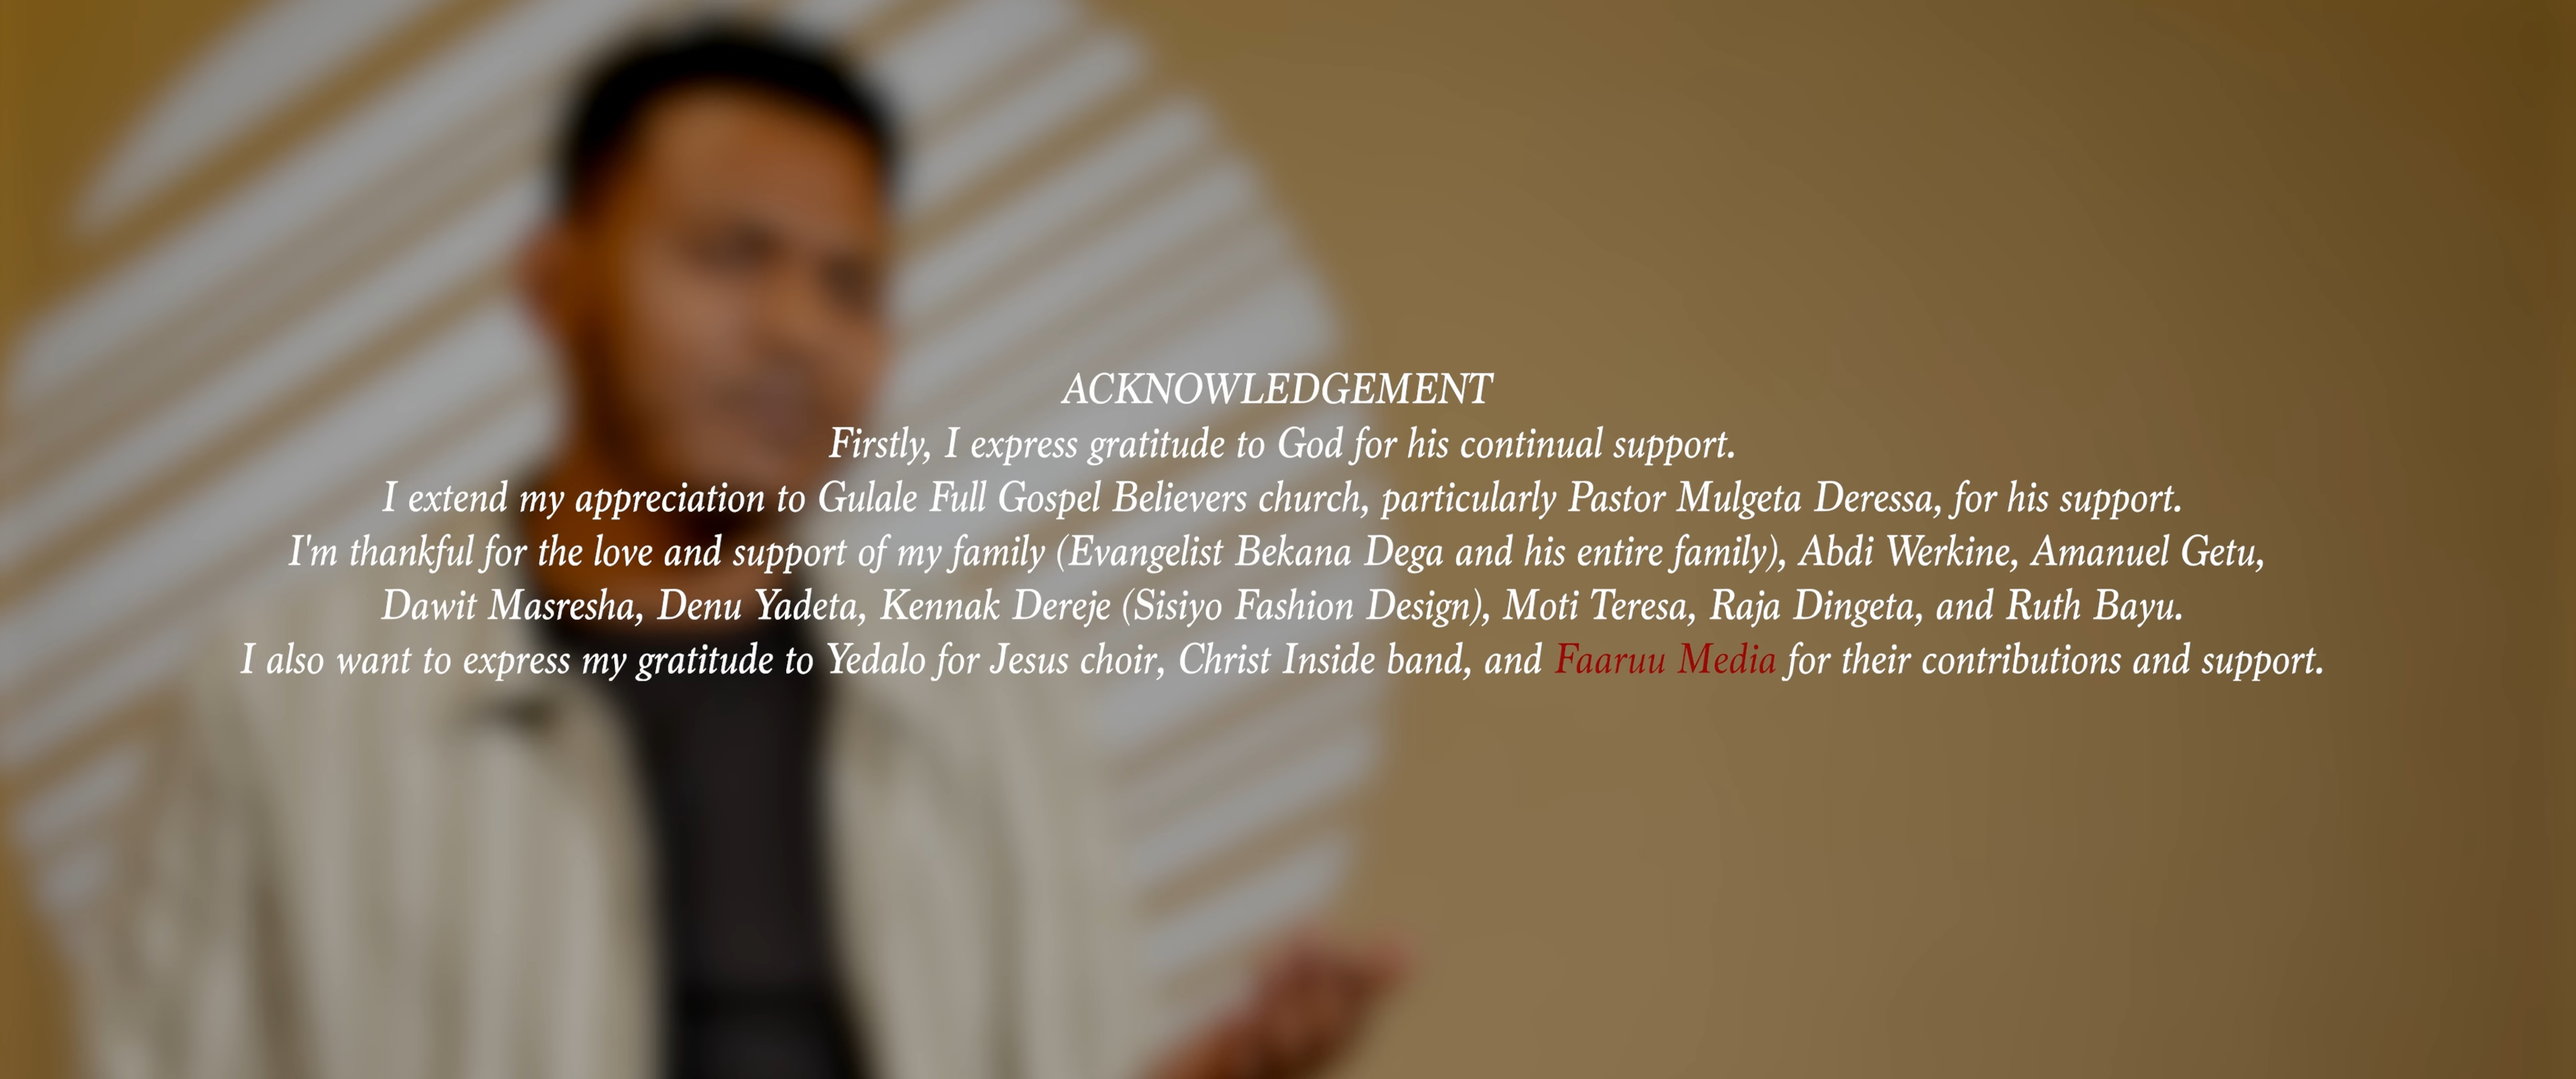 ACKNOWLEDGEMENT
Firstly, I express gratitude to God for his continual support.
I extend my appreciation to Gulale Full Gospel Believers church, particularly Pastor Mulgeta Deressa, for his support.
I'm thankful for the love and support of my family (Evangelist Bekana Dega and his entire family), Abdi Werkine, Amanuel Getu,
Dawit Masresha, Denu Yadeta, Kennak Dereje (Sisiyo Fashion Design), Moti Teresa, Raja Dingeta, and Ruth Bayu.
I also want to express my gratitude to Yedalo for Jesus choir, Christ Inside band, and Faaruu Media for their contributions and support.